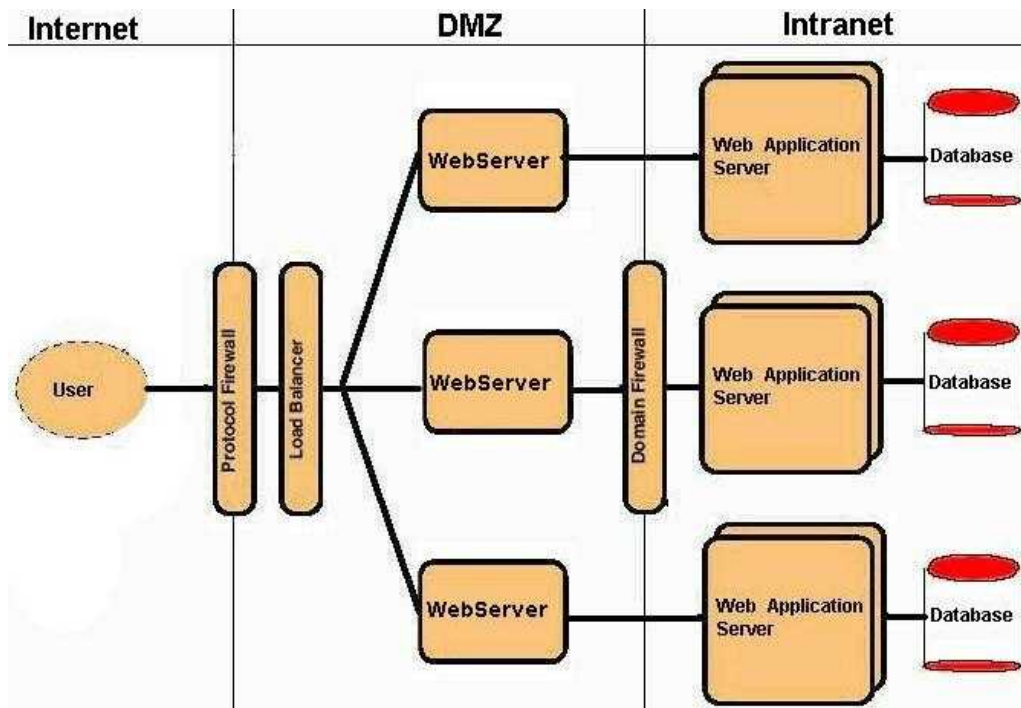 Internet
DMZ
Intranet
WebServer
Web Application
Server
Database
User
Protocol Firewall
Load Balancer
WebServer
Domain Firewall
Web Application
Server
Database
WebServer
Web Application
Server
Database